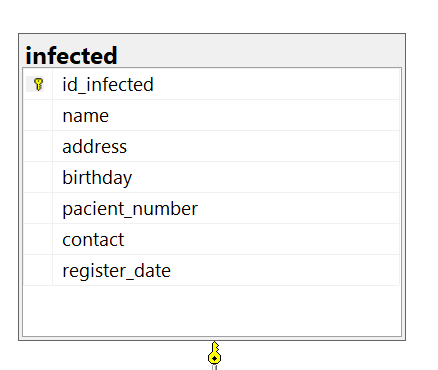 infected
id_infected
name
address
birthday
pacient_number
contact
register_date